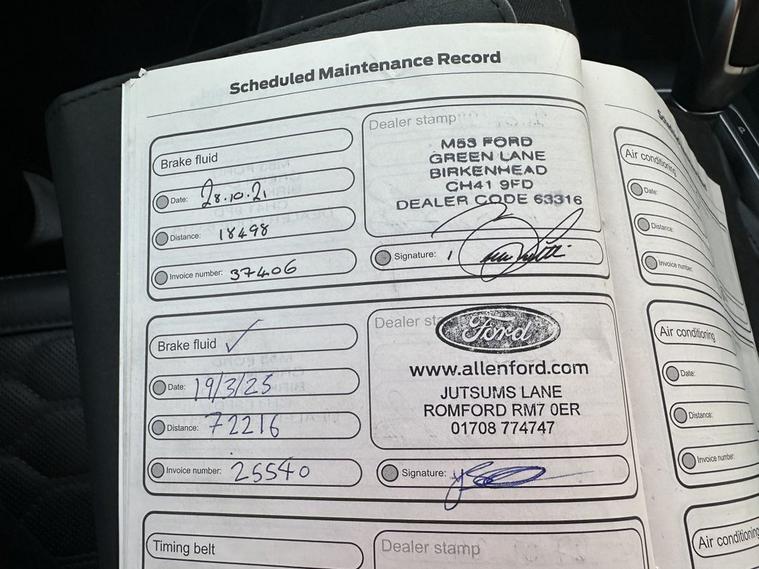 Scheduled Maintenance Record
Brake fluid
Date: 28.10.21
Distance: 18498
Invoice number: 37406
Dealer stamp
M53 FORD
GREEN LANE
BIRKENHEAD
CH41 9FD
DEALER CODE 63316
Signature:
Brake fluid ✓
Date: 19/3/25
Distance: 72216
Invoice number: 25540
Dealer sta
Ford
www.allenford.com
JUTSUMS LANE
ROMFORD RM7 0ER
01708 774747
Signature:
Timing belt
Dealer stamp
Scheduled
Air conditioning
Date:
Distance:
Invoice number:
Air conditioning
Date:
Distance:
Invoice number:
Air conditioning